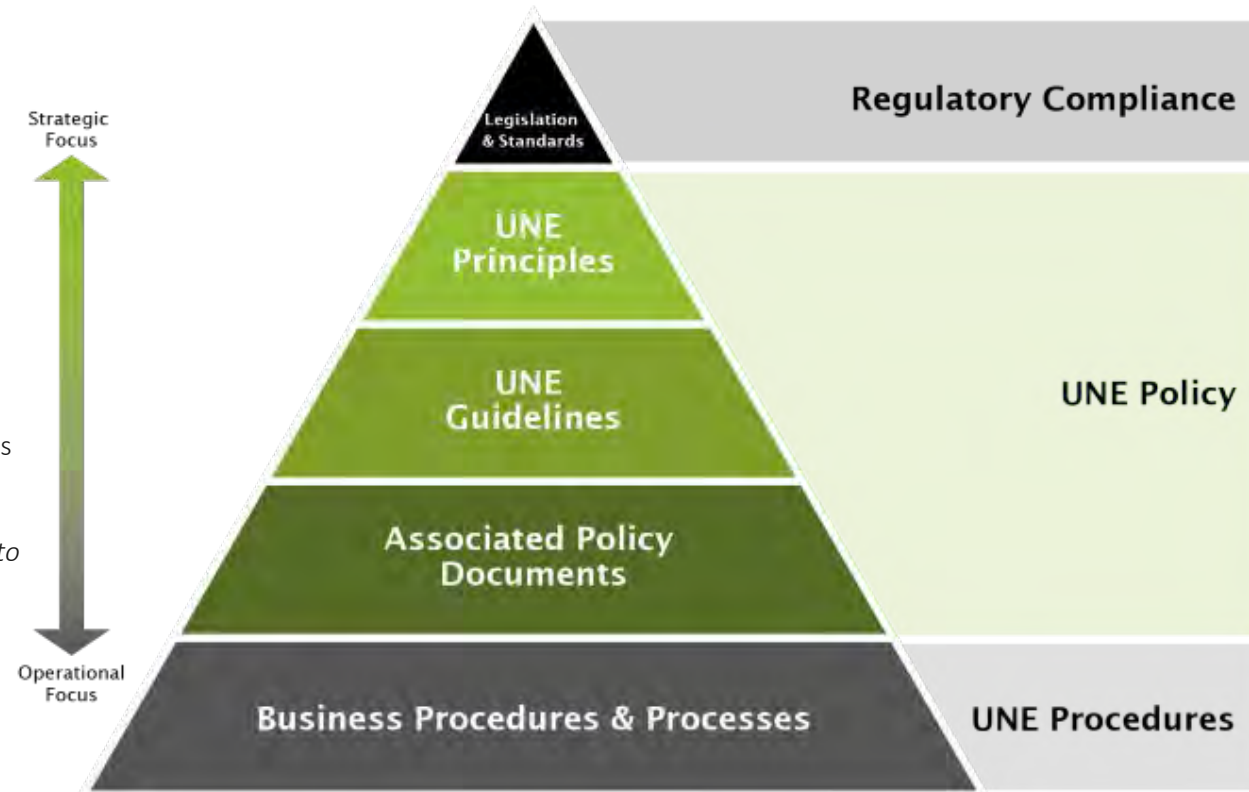 Strategic
Focus
Legislation
& Standards
Regulatory Compliance
UNE
Principles
UNE
Guidelines
UNE Policy
s
to
Associated Policy
Documents
Operational
Focus
Business Procedures & Processes
UNE Procedures